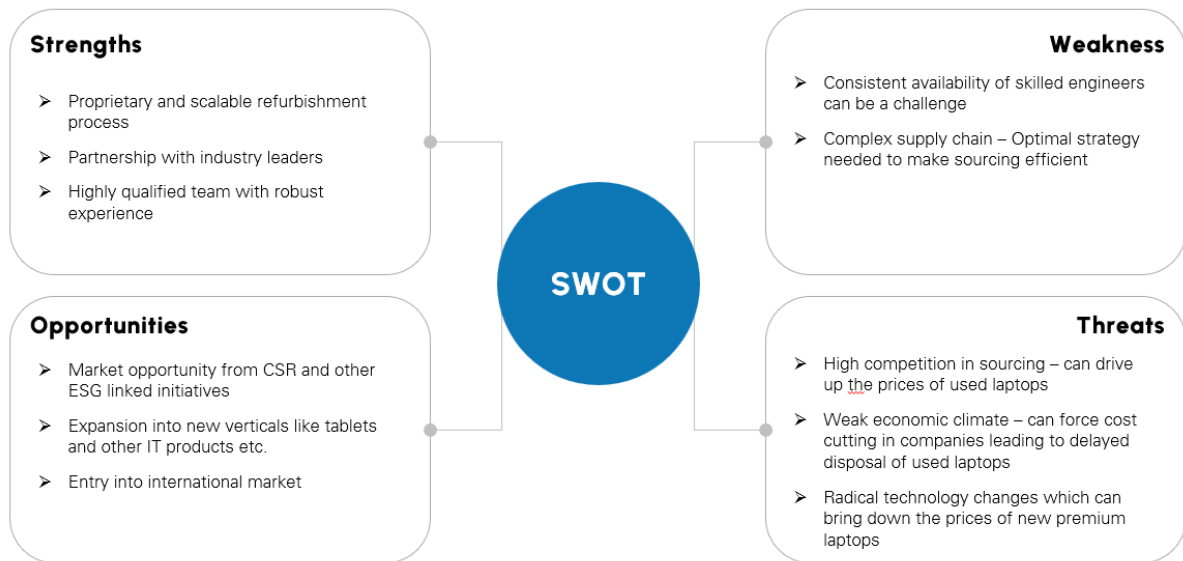 Strengths
➢ Proprietary and scalable refurbishment
process
➢ Partnership with industry leaders
➢ Highly qualified team with robust
experience
Weakness
➢ Consistent availability of skilled engineers
can be a challenge
➢ Complex supply chain – Optimal strategy
needed to make sourcing efficient
SWOT
Opportunities
➢ Market opportunity from CSR and other
ESG linked initiatives
➢ Expansion into new verticals like tablets
and other IT products etc.
➢ Entry into international market
Threats
➢ High competition in sourcing – can drive
up the prices of used laptops
➢ Weak economic climate – can force cost
cutting in companies leading to delayed
disposal of used laptops
➢ Radical technology changes which can
bring down the prices of new premium
laptops